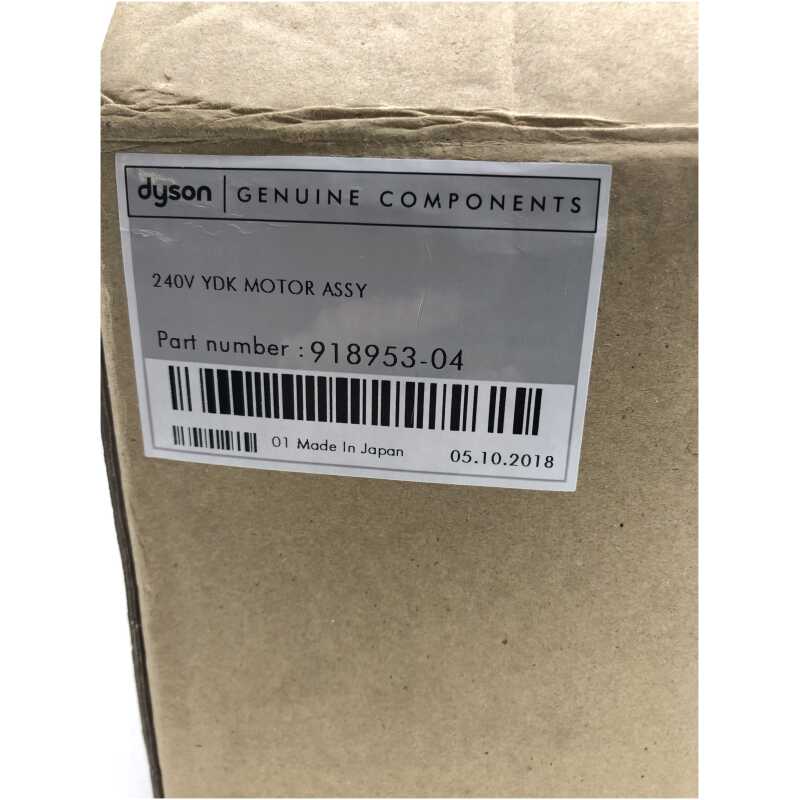 dyson GENUINE COMPONENTS
240V YDK MOTOR ASSY
Part number : 918953-04
01 Made In Japan 05.10.2018